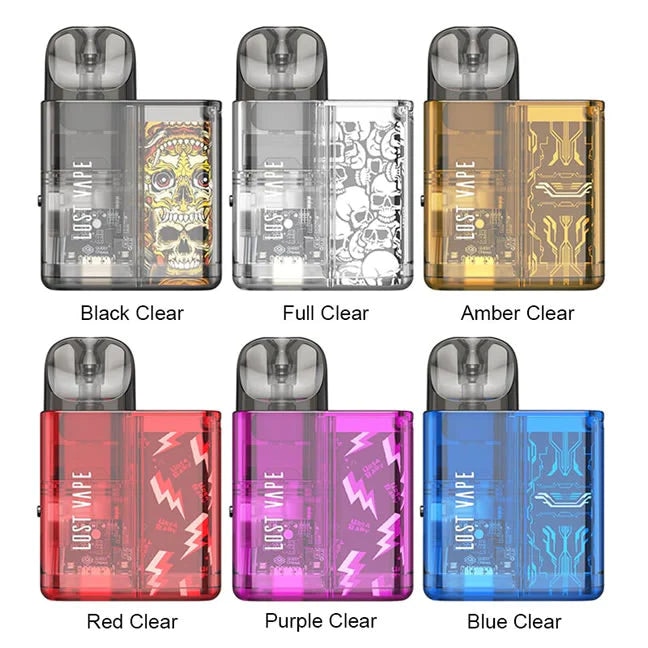 LOST VAPE
LOST VAPE
LOST VAPE
Black Clear
Full Clear
Amber Clear
LOST VAPE
LOST VAPE
LOST VAPE
Red Clear
Purple Clear
Blue Clear